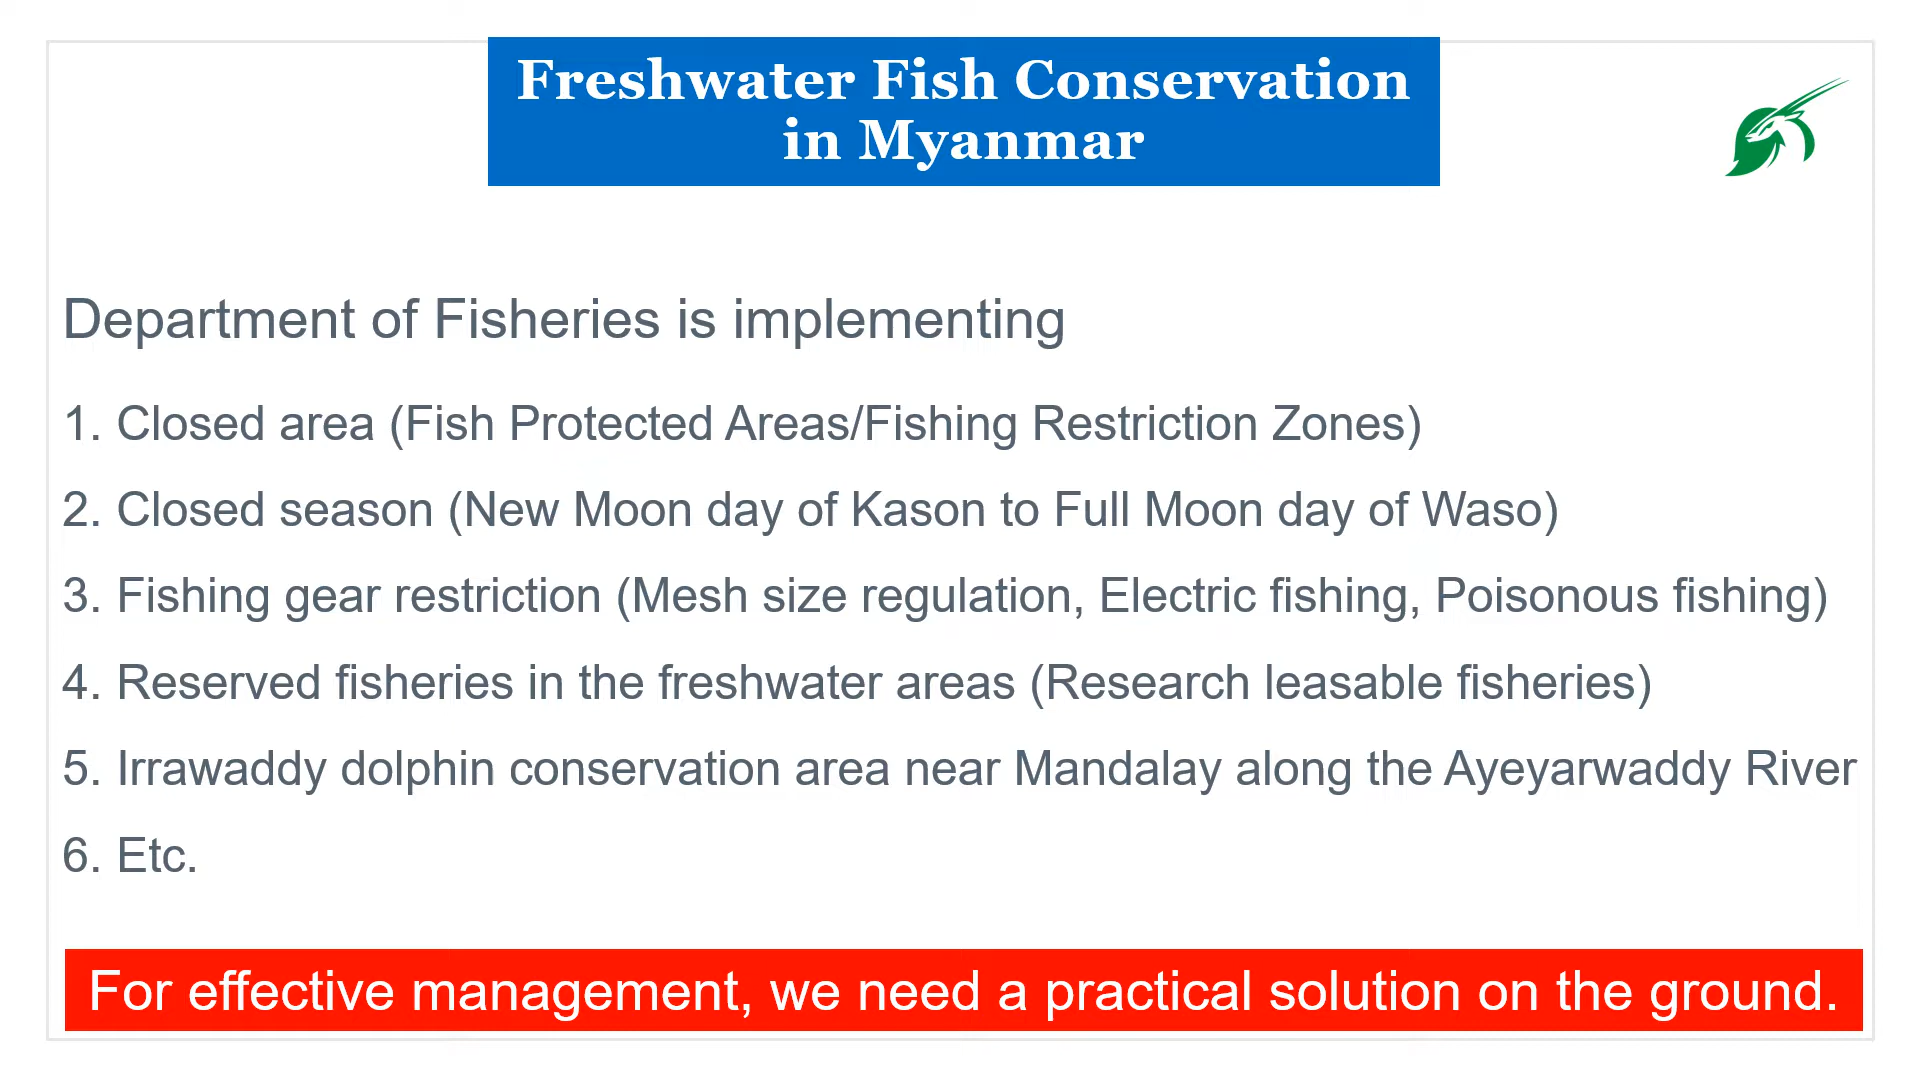 Freshwater Fish Conservation
in Myanmar
Department of Fisheries is implementing
1. Closed area (Fish Protected Areas/Fishing Restriction Zones)
2. Closed season (New Moon day of Kason to Full Moon day of Waso)
3. Fishing gear restriction (Mesh size regulation, Electric fishing, Poisonous fishing)
4. Reserved fisheries in the freshwater areas (Research leasable fisheries)
5. Irrawaddy dolphin conservation area near Mandalay along the Ayeyarwaddy River
6. Etc.
For effective management, we need a practical solution on the ground.